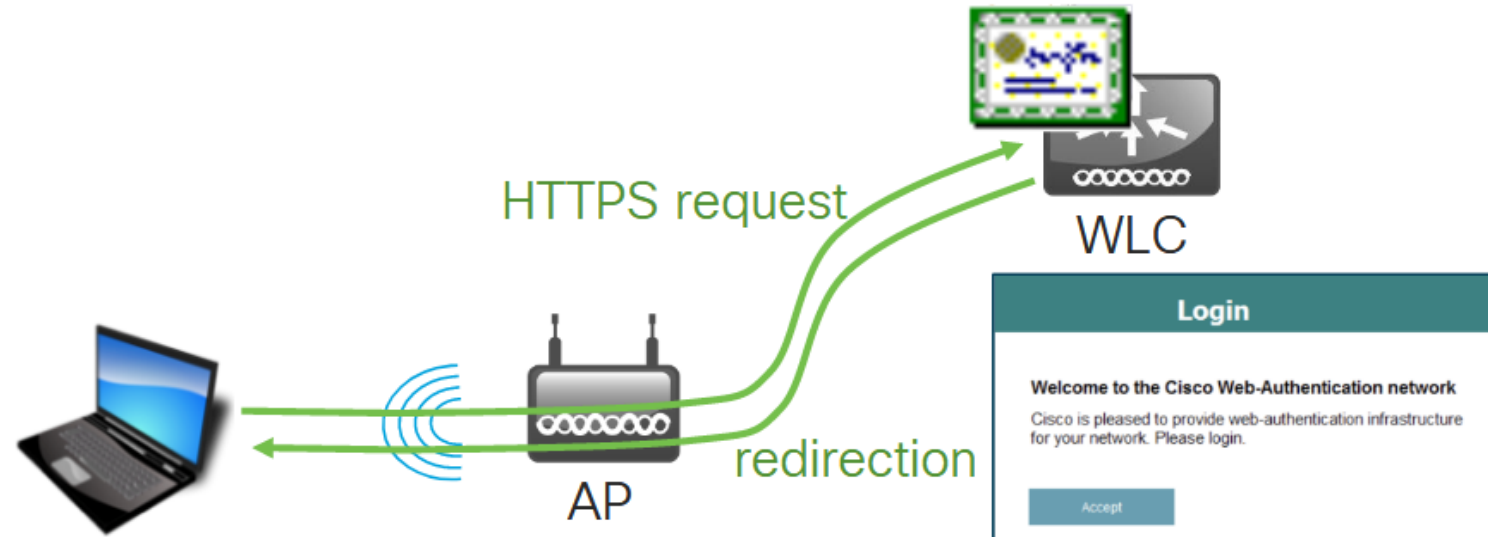 HTTPS request
WLC
Login
Welcome to the Cisco Web-Authentication network
Cisco is pleased to provide web-authentication infrastructure
for your network. Please login.
redirection
AP
Accept